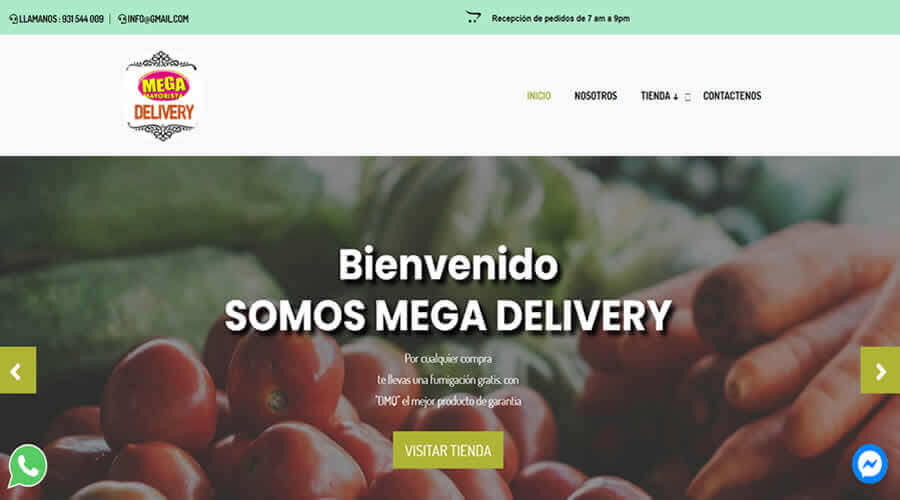 LLAMANOS : 931 544 009 | INFO@GMAIL.COM
Recepción de pedidos de 7 am a 9pm
MEGA
MAYORISTA
DELIVERY
INICIO
NOSOTROS
TIENDA ↓
CONTACTENOS
Bienvenido
SOMOS MEGA DELIVERY
Por cualquier compra
te llevas una fumigación gratis. con
"DMQ" el mejor producto de garantia
VISITAR TIENDA